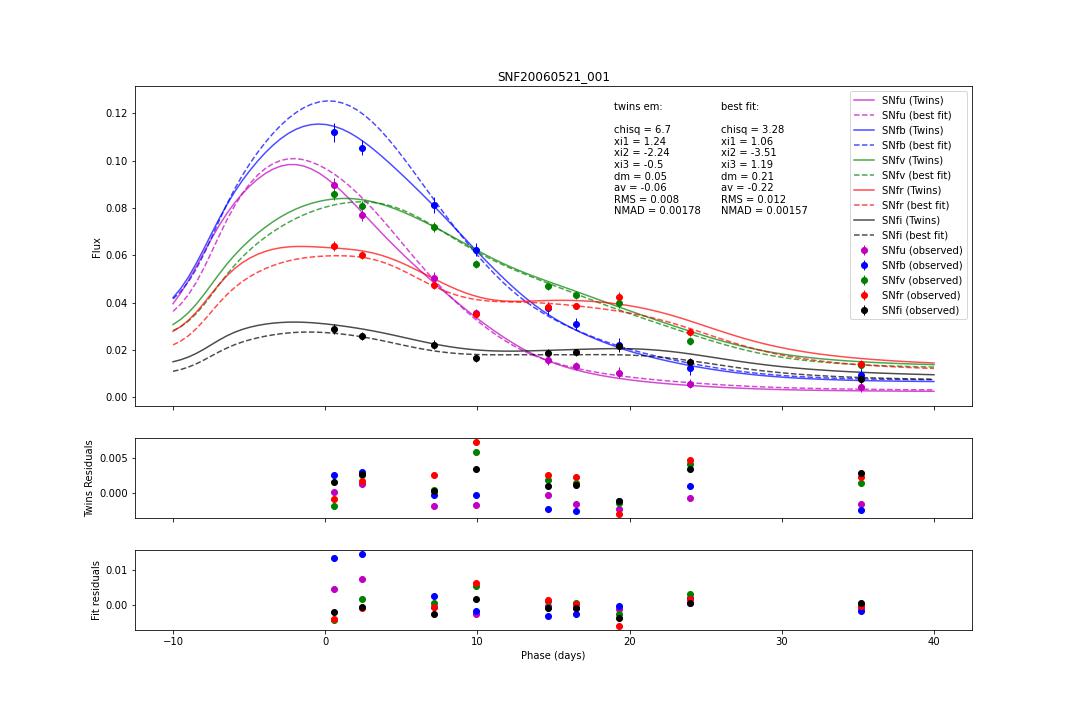 SNF20060521_001
twins em:
chisq = 6.7
xi1 = 1.24
xi2 = -2.24
xi3 = -0.5
dm = 0.05
av = -0.06
RMS = 0.008
NMAD = 0.00178
best fit:
chisq = 3.28
xi1 = 1.06
xi2 = -3.51
xi3 = 1.19
dm = 0.21
av = -0.22
RMS = 0.012
NMAD = 0.00157
SNfu (Twins)
SNfu (best fit)
SNfb (Twins)
SNfb (best fit)
SNfv (Twins)
SNfv (best fit)
SNfr (Twins)
SNfr (best fit)
SNfi (Twins)
SNfi (best fit)
SNfu (observed)
SNfb (observed)
SNfv (observed)
SNfr (observed)
SNfi (observed)
Flux
0.12
0.10
0.08
0.06
0.04
0.02
0.00
Twins Residuals
0.005
0.000
Fit residuals
0.01
0.00
−10
0
10
20
30
40
Phase (days)